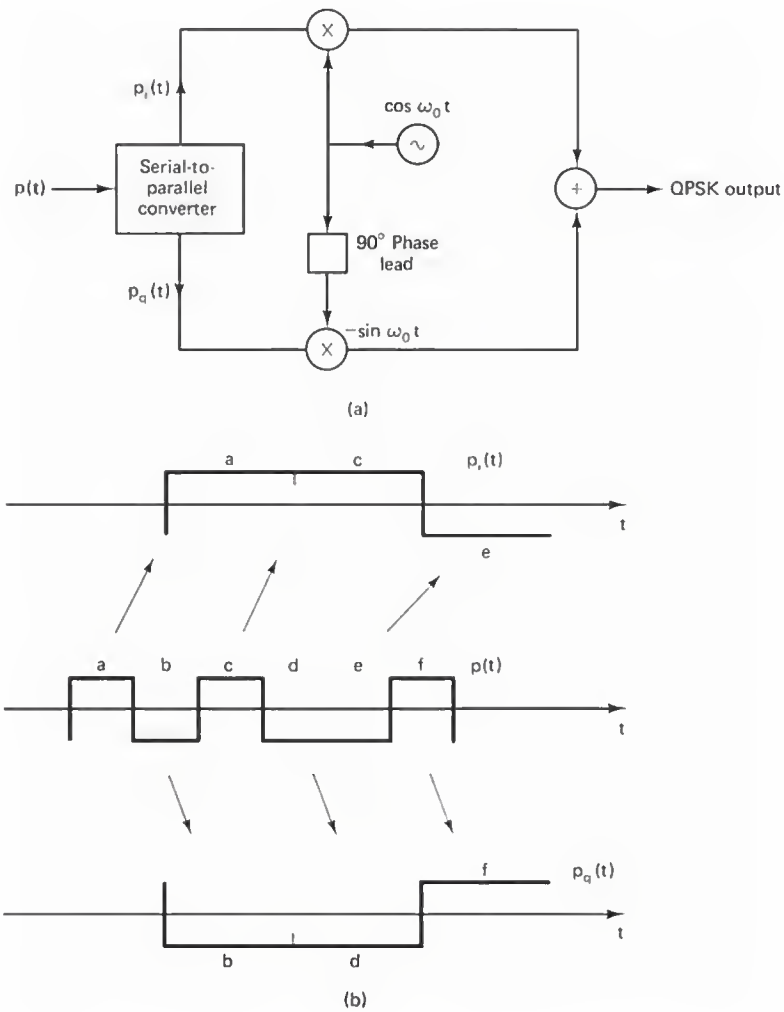 X
p_i(t)
cos ω₀t
~
p(t)
Serial-to-
parallel
converter
+
QPSK output
90° Phase
lead
p_q(t)
X
−sin ω₀t
(a)
a c p_i(t)
t
e
a b c d e f p(t)
t
f p_q(t)
t
b d
(b)